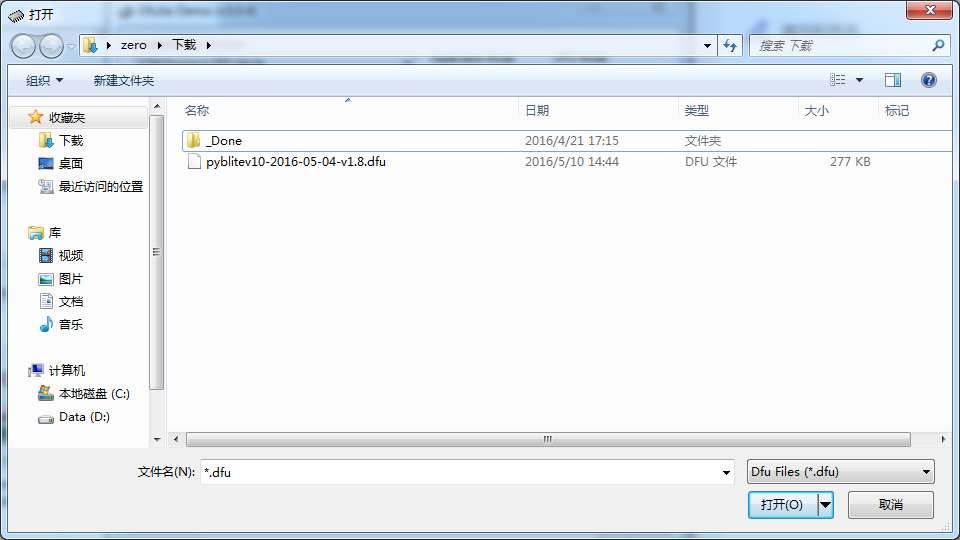 打开
zero 下载
搜索 下载
组织 新建文件夹
收藏夹
下载
桌面
最近访问的位置
库
视频
图片
文档
音乐
计算机
本地磁盘 (C:)
Data (D:)
名称 日期 类型 大小 标记
_Done 2016/4/21 17:15 文件夹
pyblitev10-2016-05-04-v1.8.dfu 2016/5/10 14:44 DFU 文件 277 KB
文件名(N): *.dfu Dfu Files (*.dfu)
打开(O) 取消